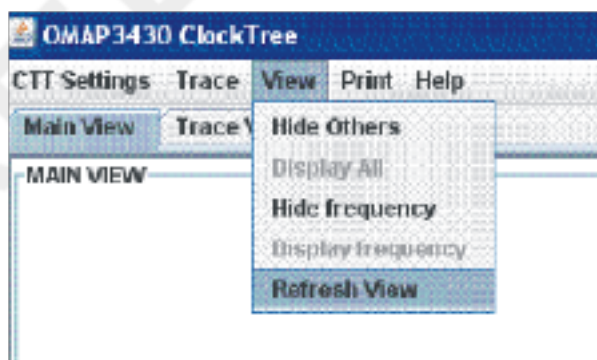 OMAP3430 ClockTree
CTT Settings Trace View Print Help
Main View Trace
Hide Others
Display All
MAIN VIEW
Hide frequency
Display frequency
Refresh View